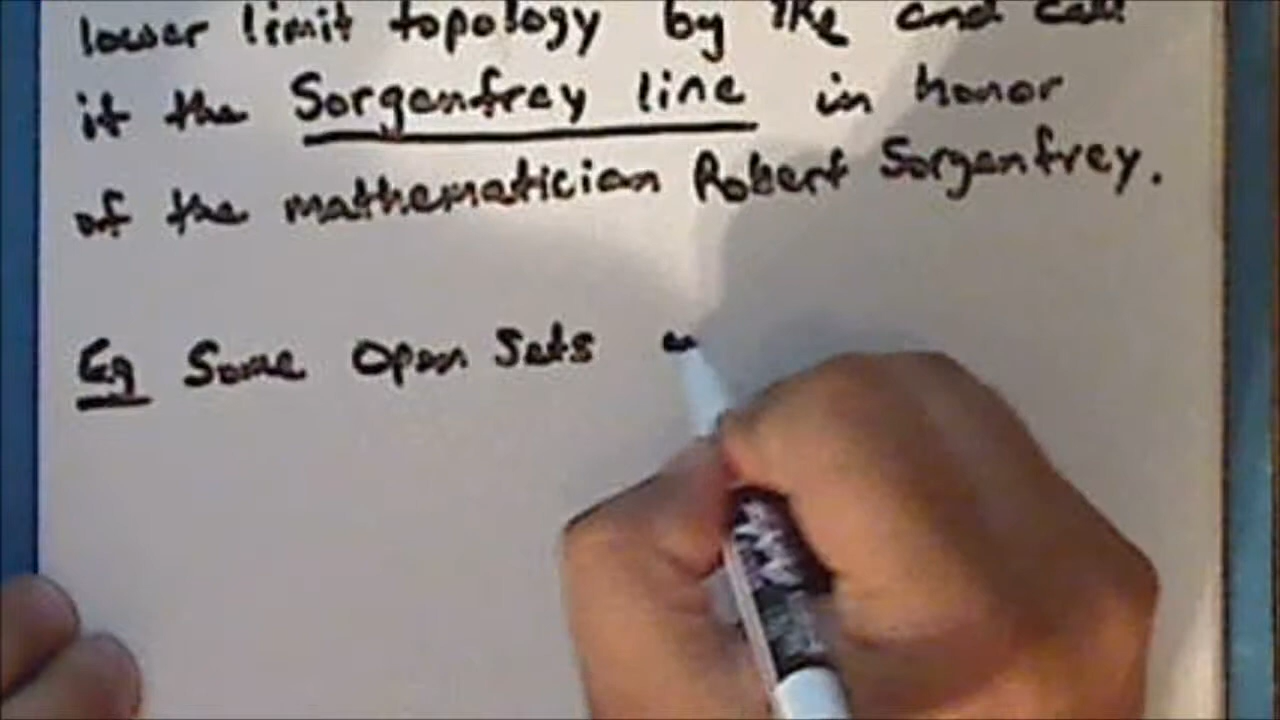 lower limit topology by ℝℓ and call
it the Sorgenfrey line in honor
of the mathematician Robert Sorgenfrey.
Eg Some Open Sets